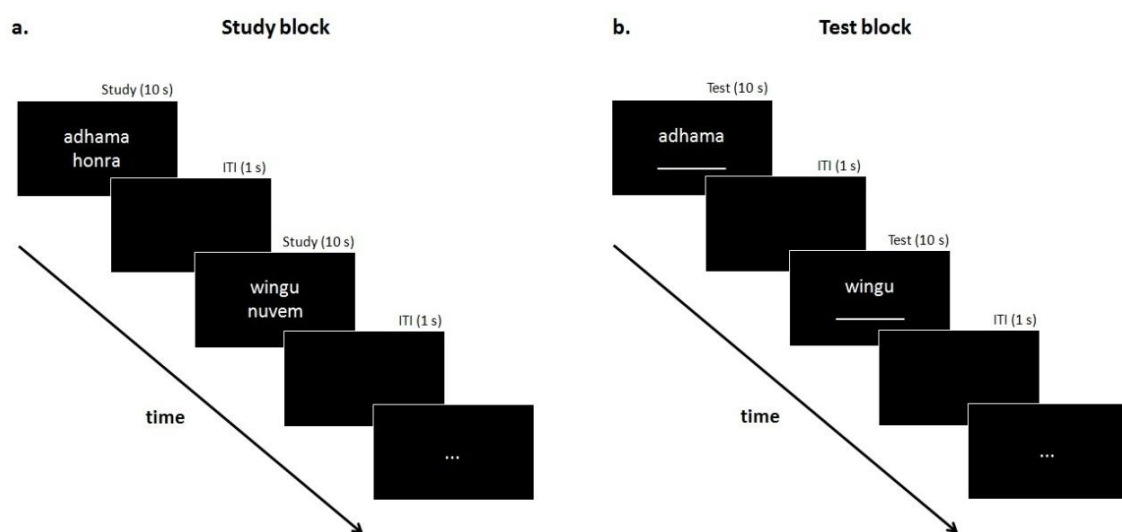 a.
Study block
Study (10 s)
adhama
honra
ITI (1 s)
Study (10 s)
wingu
nuvem
ITI (1 s)
...
time
b.
Test block
Test (10 s)
adhama
ITI (1 s)
Test (10 s)
wingu
ITI (1 s)
...
time